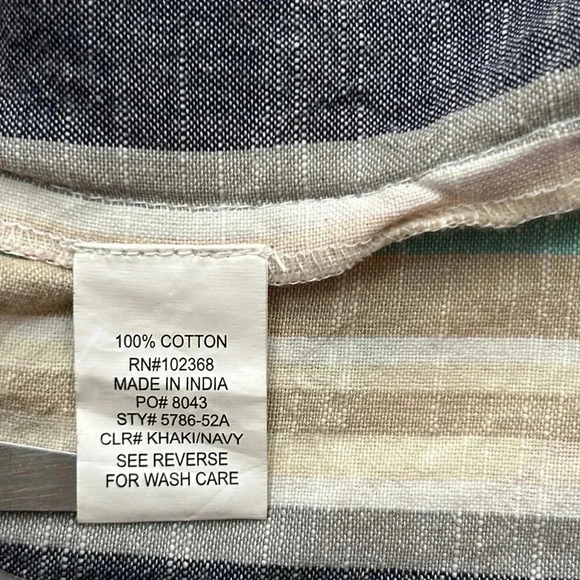 100% COTTON
RN#102368
MADE IN INDIA
PO# 8043
STY# 5786-52A
CLR# KHAKI/NAVY
SEE REVERSE
FOR WASH CARE